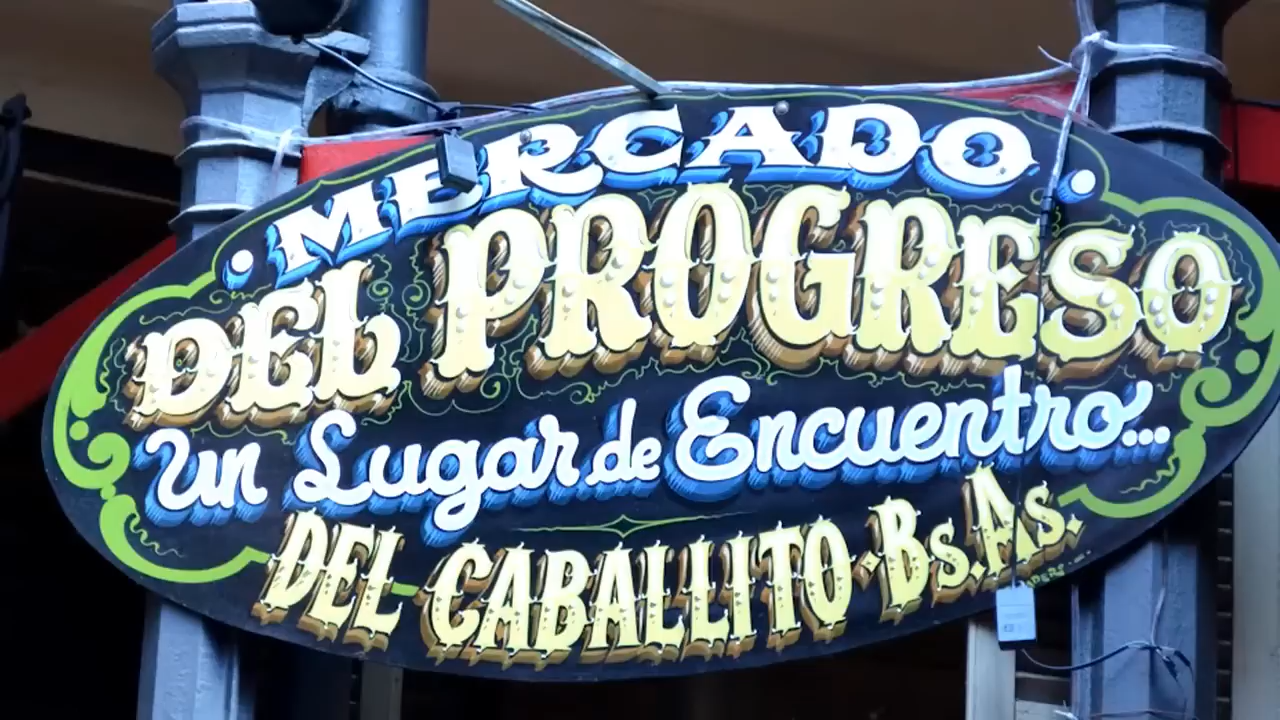 MERCADO
DEL PROGRESO
Un Lugar de Encuentro...
DEL CABALLITO · Bs. As.